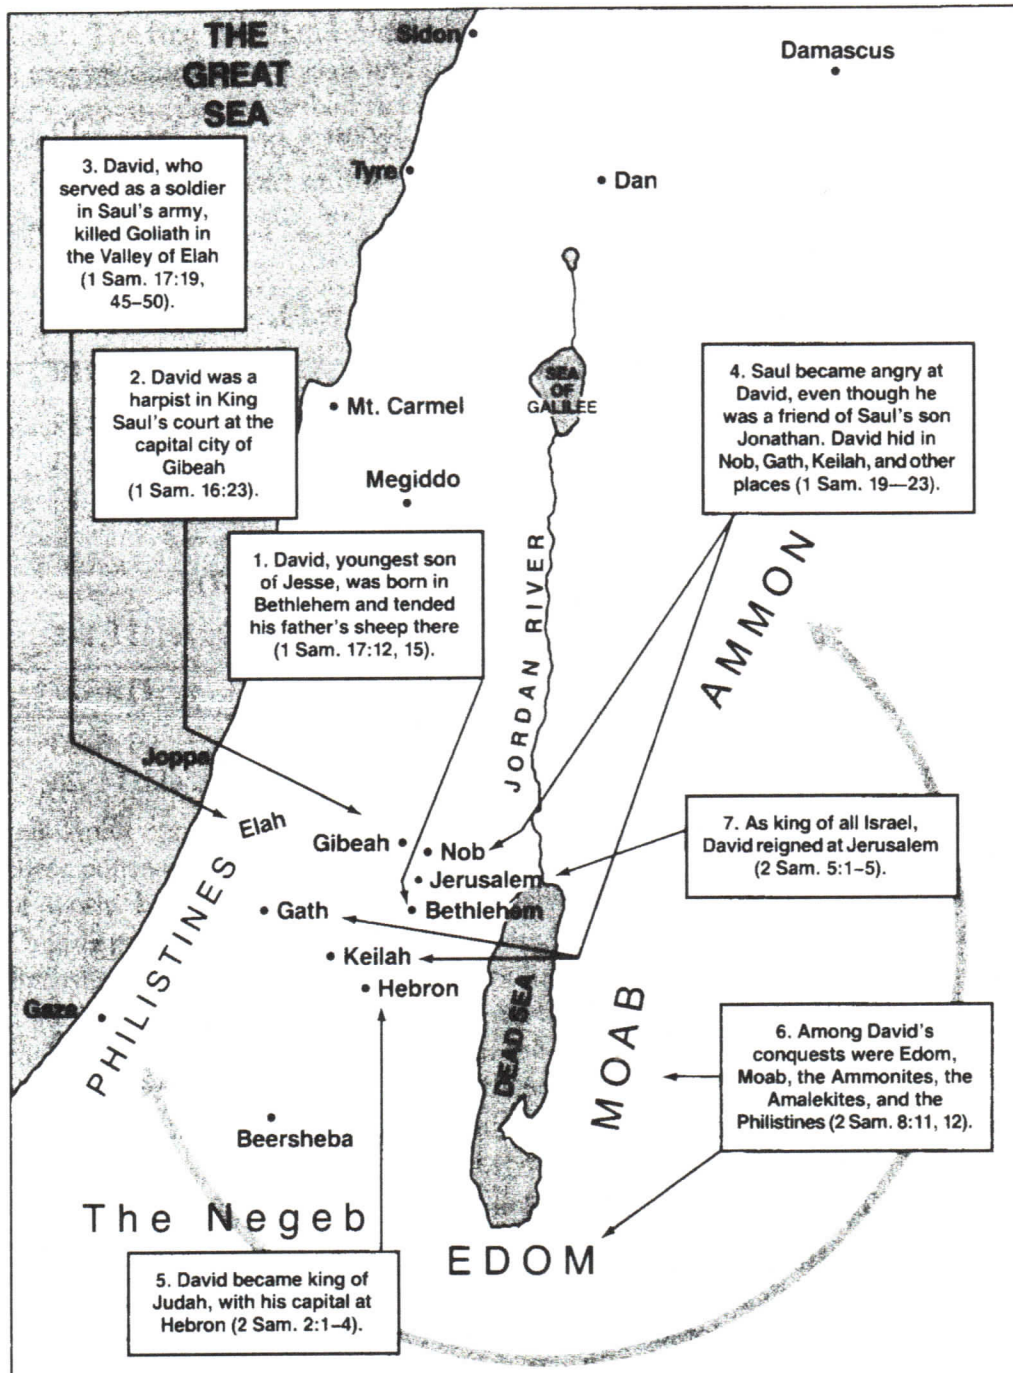 THE
GREAT
SEA
Sidon
Damascus
Tyre
Dan
3. David, who
served as a soldier
in Saul's army,
killed Goliath in
the Valley of Elah
(1 Sam. 17:19,
45–50).
2. David was a
harpist in King
Saul's court at the
capital city of
Gibeah
(1 Sam. 16:23).
SEA
OF
GALILEE
Mt. Carmel
Megiddo
4. Saul became angry at
David, even though he
was a friend of Saul's son
Jonathan. David hid in
Nob, Gath, Keilah, and other
places (1 Sam. 19—23).
1. David, youngest son
of Jesse, was born in
Bethlehem and tended
his father's sheep there
(1 Sam. 17:12, 15).
JORDAN RIVER
AMMON
Joppa
Elah
Gibeah
Nob
Jerusalem
Bethlehem
Gath
Keilah
Hebron
7. As king of all Israel,
David reigned at Jerusalem
(2 Sam. 5:1–5).
PHILISTINES
Gaza
DEAD SEA
MOAB
6. Among David's
conquests were Edom,
Moab, the Ammonites, the
Amalekites, and the
Philistines (2 Sam. 8:11, 12).
Beersheba
The Negeb
EDOM
5. David became king of
Judah, with his capital at
Hebron (2 Sam. 2:1–4).